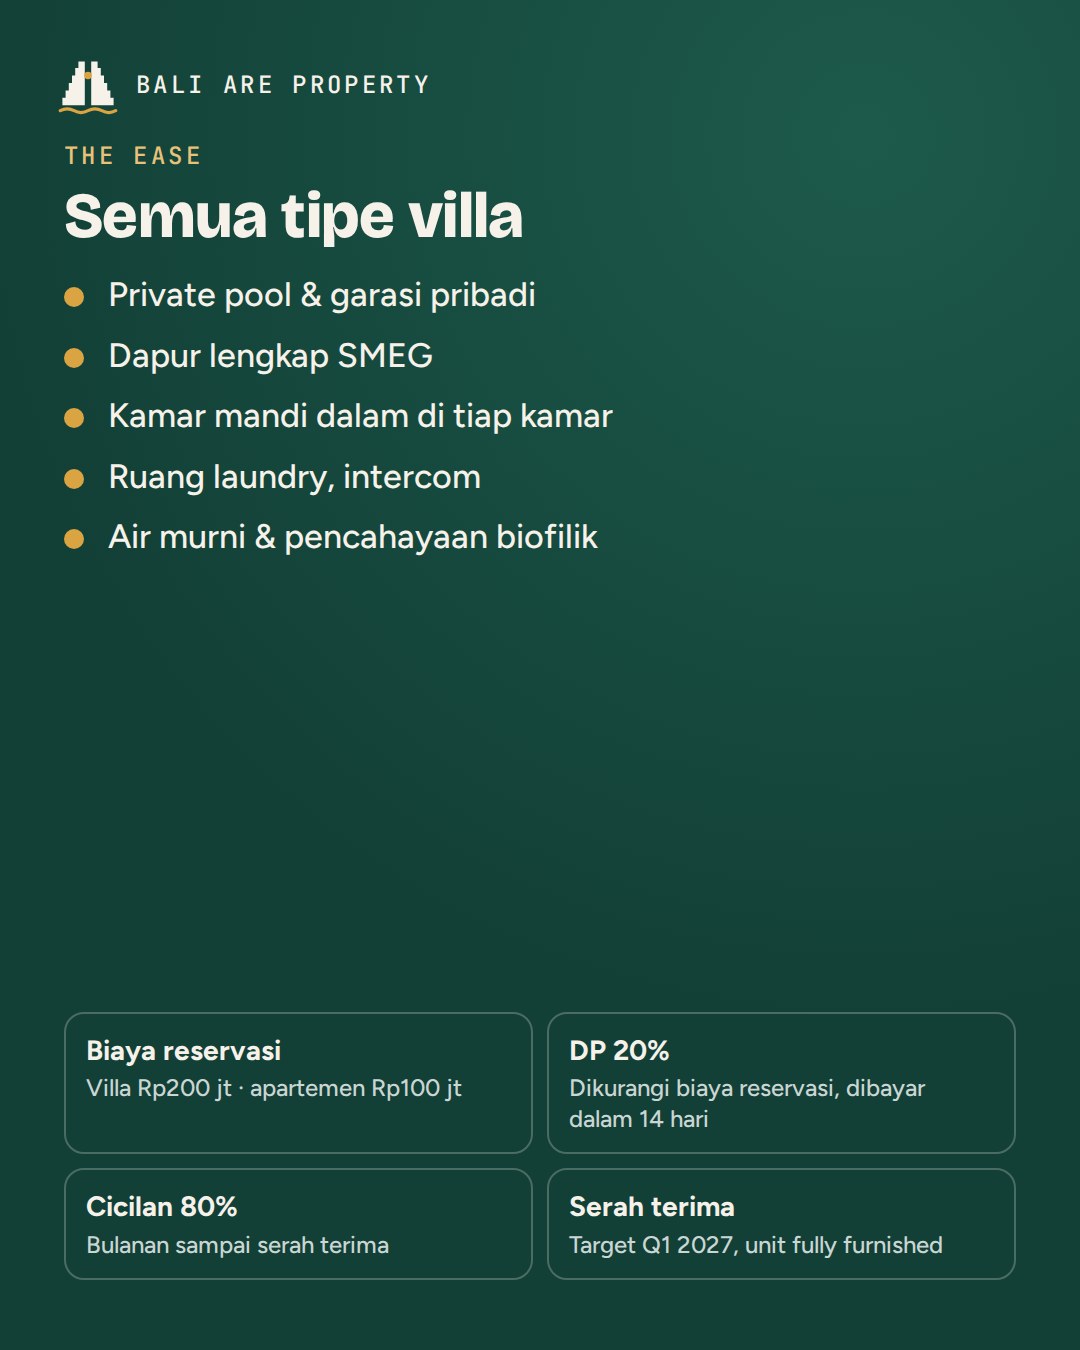 BALI ARE PROPERTY
THE EASE
Semua tipe villa
Private pool & garasi pribadi
Dapur lengkap SMEG
Kamar mandi dalam di tiap kamar
Ruang laundry, intercom
Air murni & pencahayaan biofilik
Biaya reservasi
Villa Rp200 jt · apartemen Rp100 jt
DP 20%
Dikurangi biaya reservasi, dibayar
dalam 14 hari
Cicilan 80%
Bulanan sampai serah terima
Serah terima
Target Q1 2027, unit fully furnished